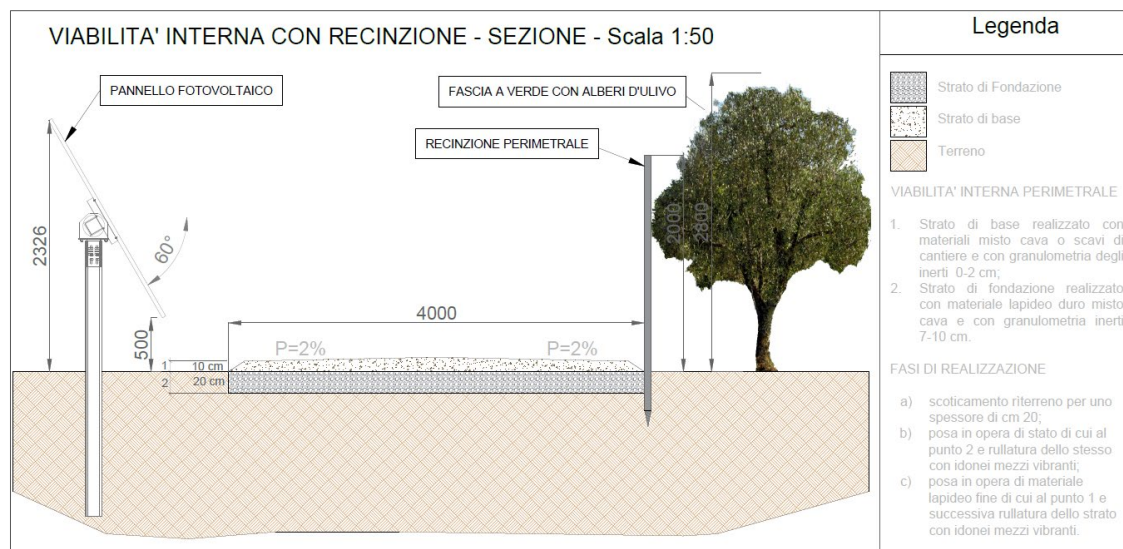 VIABILITA' INTERNA CON RECINZIONE - SEZIONE - Scala 1:50
PANNELLO FOTOVOLTAICO
FASCIA A VERDE CON ALBERI D'ULIVO
RECINZIONE PERIMETRALE
2326
60°
500
4000
2000
2800
P=2%
P=2%
1
10 cm
2
20 cm
Legenda
Strato di Fondazione
Strato di base
Terreno
VIABILITA' INTERNA PERIMETRALE
1. Strato di base realizzato con
materiali misto cava o scavi di
cantiere e con granulometria degli
inerti 0-2 cm;
2. Strato di fondazione realizzato
con materiale lapideo duro misto
cava e con granulometria inerti
7-10 cm.
FASI DI REALIZZAZIONE
a) scoticamento riterreno per uno
spessore di cm 20;
b) posa in opera di stato di cui al
punto 2 e rullatura dello stesso
con idonei mezzi vibranti;
c) posa in opera di materiale
lapideo fine di cui al punto 1 e
successiva rullatura dello strato
con idonei mezzi vibranti.